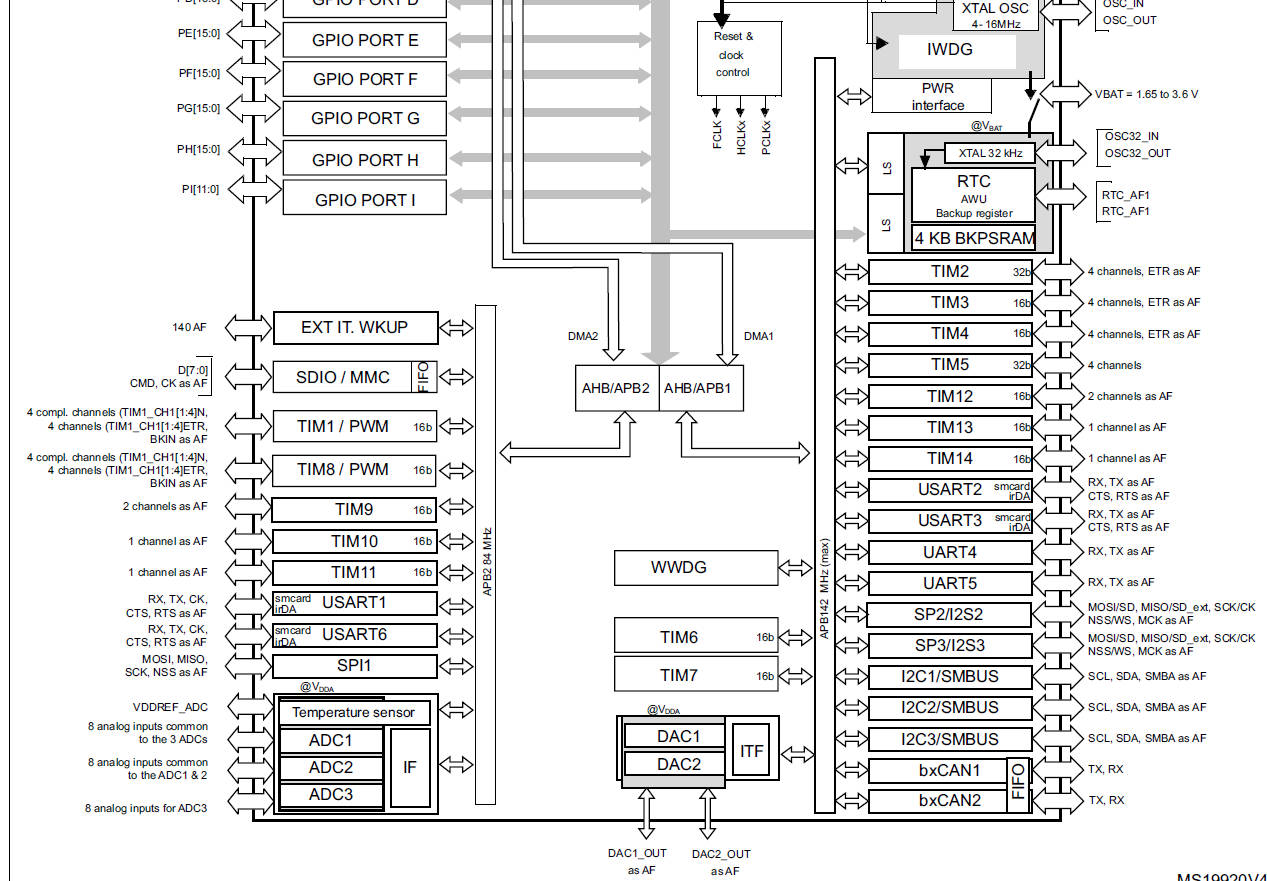 GPIO PORT D
PE[15:0]
GPIO PORT E
PF[15:0]
GPIO PORT F
PG[15:0]
GPIO PORT G
PH[15:0]
GPIO PORT H
PI[11:0]
GPIO PORT I
Reset &
clock
control
FCLK
HCLKx
PCLKx
XTAL OSC
4- 16MHz
OSC_IN
OSC_OUT
IWDG
PWR
interface
VBAT = 1.65 to 3.6 V
@VBAT
LS
LS
XTAL 32 kHz
OSC32_IN
OSC32_OUT
RTC
AWU
Backup register
RTC_AF1
RTC_AF1
4 KB BKPSRAM
DMA2
DMA1
AHB/APB2
AHB/APB1
140 AF
EXT IT. WKUP
D[7:0]
CMD, CK as AF
SDIO / MMC
FIFO
4 compl. channels (TIM1_CH1[1:4]N,
4 channels (TIM1_CH1[1:4]ETR,
BKIN as AF
TIM1 / PWM
16b
4 compl. channels (TIM1_CH1[1:4]N,
4 channels (TIM1_CH1[1:4]ETR,
BKIN as AF
TIM8 / PWM
16b
2 channels as AF
TIM9
16b
1 channel as AF
TIM10
16b
1 channel as AF
TIM11
16b
RX, TX, CK,
CTS, RTS as AF
smcard
irDA
USART1
RX, TX, CK,
CTS, RTS as AF
smcard
irDA
USART6
MOSI, MISO,
SCK, NSS as AF
SPI1
@VDDA
VDDREF_ADC
Temperature sensor
8 analog inputs common
to the 3 ADCs
ADC1
8 analog inputs common
to the ADC1 & 2
ADC2
8 analog inputs for ADC3
ADC3
IF
APB2 84 MHz
WWDG
TIM6
16b
TIM7
16b
@VDDA
DAC1
DAC2
ITF
DAC1_OUT
as AF
DAC2_OUT
as AF
APB142 MHz (max)
TIM2
32b
4 channels, ETR as AF
TIM3
16b
4 channels, ETR as AF
TIM4
16b
4 channels, ETR as AF
TIM5
32b
4 channels
TIM12
16b
2 channels as AF
TIM13
16b
1 channel as AF
TIM14
16b
1 channel as AF
USART2
smcard
irDA
RX, TX as AF
CTS, RTS as AF
USART3
smcard
irDA
RX, TX as AF
CTS, RTS as AF
UART4
RX, TX as AF
UART5
RX, TX as AF
SP2/I2S2
MOSI/SD, MISO/SD_ext, SCK/CK
NSS/WS, MCK as AF
SP3/I2S3
MOSI/SD, MISO/SD_ext, SCK/CK
NSS/WS, MCK as AF
I2C1/SMBUS
SCL, SDA, SMBA as AF
I2C2/SMBUS
SCL, SDA, SMBA as AF
I2C3/SMBUS
SCL, SDA, SMBA as AF
bxCAN1
TX, RX
bxCAN2
TX, RX
FIFO
MS19920V4